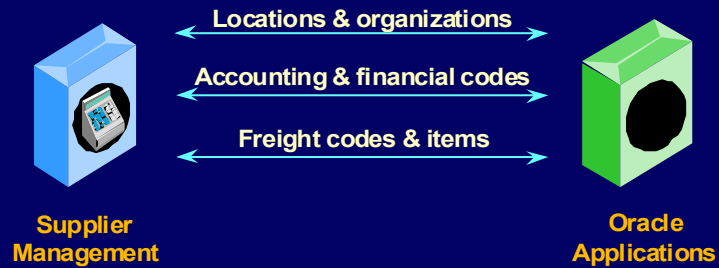 Locations & organizations
Accounting & financial codes
Freight codes & items
Supplier
Management
Oracle
Applications